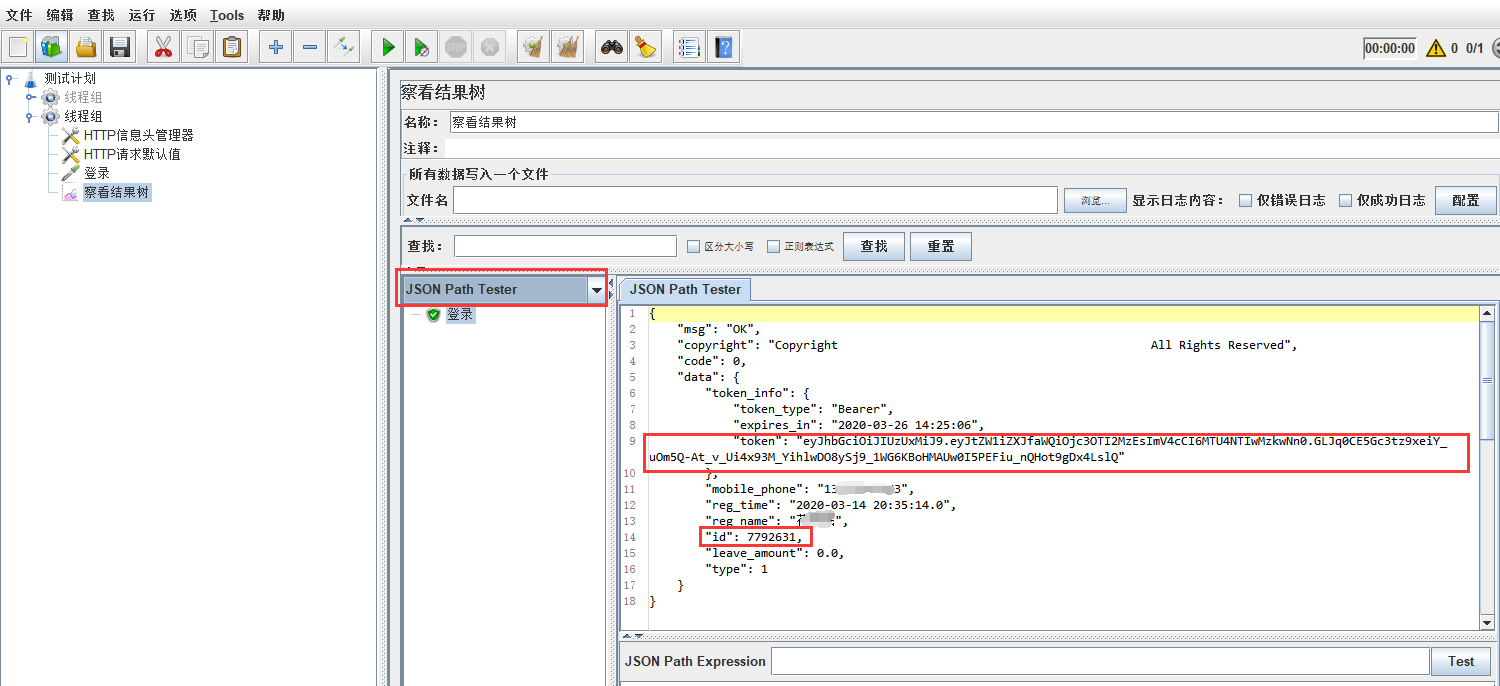 文件 编辑 查找 运行 选项 Tools 帮助
STOP
00:00:00 0 0/1
测试计划
线程组
线程组
HTTP信息头管理器
HTTP请求默认值
登录
察看结果树
察看结果树
名称： 察看结果树
注释：
所有数据写入一个文件
文件名 浏览... 显示日志内容： 仅错误日志 仅成功日志 配置
查找： 区分大小写 正则表达式 查找 重置
JSON Path Tester
登录
JSON Path Tester
1 {
2 "msg": "OK",
3 "copyright": "Copyright All Rights Reserved",
4 "code": 0,
5 "data": {
6 "token_info": {
7 "token_type": "Bearer",
8 "expires_in": "2020-03-26 14:25:06",
9 "token": "eyJhbGciOiJIUzUxMiJ9.eyJtZW1iZXJfaWQiOjc3OTI2MzEsImV4cCI6MTU4NTIwMzkwNn0.GLJq0CE5Gc3tz9xeiY_
uOm5Q-At_v_Ui4x93M_YihlwDO8ySj9_1WG6KBoHMAUw0I5PEFiu_nQHot9gDx4LslQ"
10 },
11 "mobile_phone": "13 3",
12 "reg_time": "2020-03-14 20:35:14.0",
13 "reg_name": " ",
14 "id": 7792631,
15 "leave_amount": 0.0,
16 "type": 1
17 }
18 }
JSON Path Expression Test